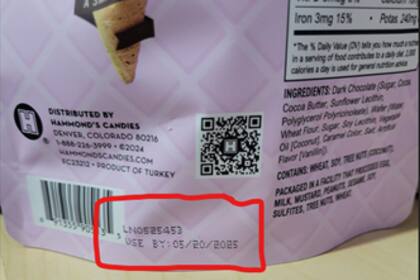 Iron 3mg 15% • Potas 240mg
*The % Daily Value (DV) tells you how much a nutrient
in a serving of food contributes to a daily diet. 2,000
calories a day is used for general nutrition advice.
INGREDIENTS: Dark Chocolate (Sugar, Cocoa
Cocoa Butter, Sunflower Lecithin,
Polyglycerol Polyricinoleate), Wafer
Wheat Flour, Sugar, Soy Lecithin, Vegetable
Oil [Coconut], Caramel Color, Salt, Artificial
Flavor [Vanillin]).
CONTAINS: WHEAT, SOY, TREE NUTS (COCONUT).
PACKAGED IN A FACILITY THAT PROCESSES EGG,
MILK, MUSTARD, PEANUTS, SESAME, SOY,
SULFITES, TREE NUTS, WHEAT.
DISTRIBUTED BY
HAMMOND'S CANDIES
DENVER, COLORADO 80216
1-888-226-3999 • ©2024
HAMMONDSCANDIES.COM
FC23212 • PRODUCT OF TURKEY
H
H
LN0525453
USE BY: 05/20/2025